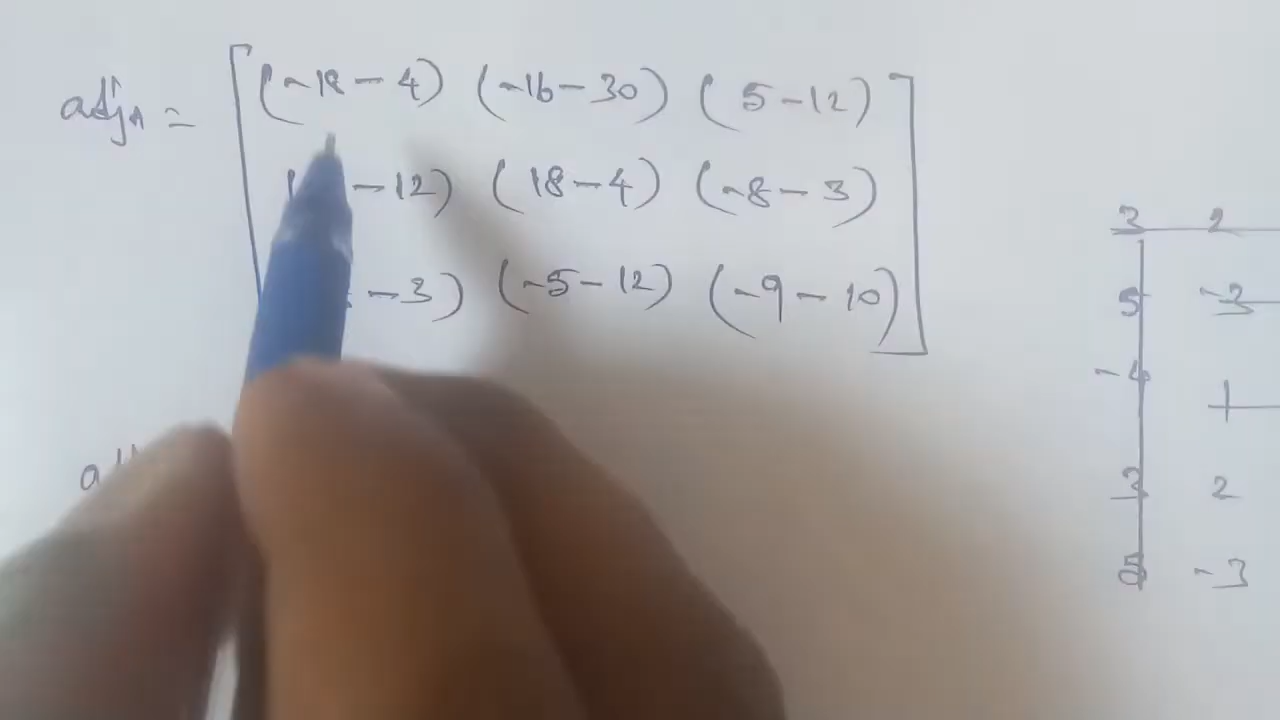 adjA = [(-18-4) (-16-30) (5-12)
-12) (18-4) (-8-3)
-3) (-5-12) (-9-10)]
3 2
5 -3
-4 1
3 2
5 -3